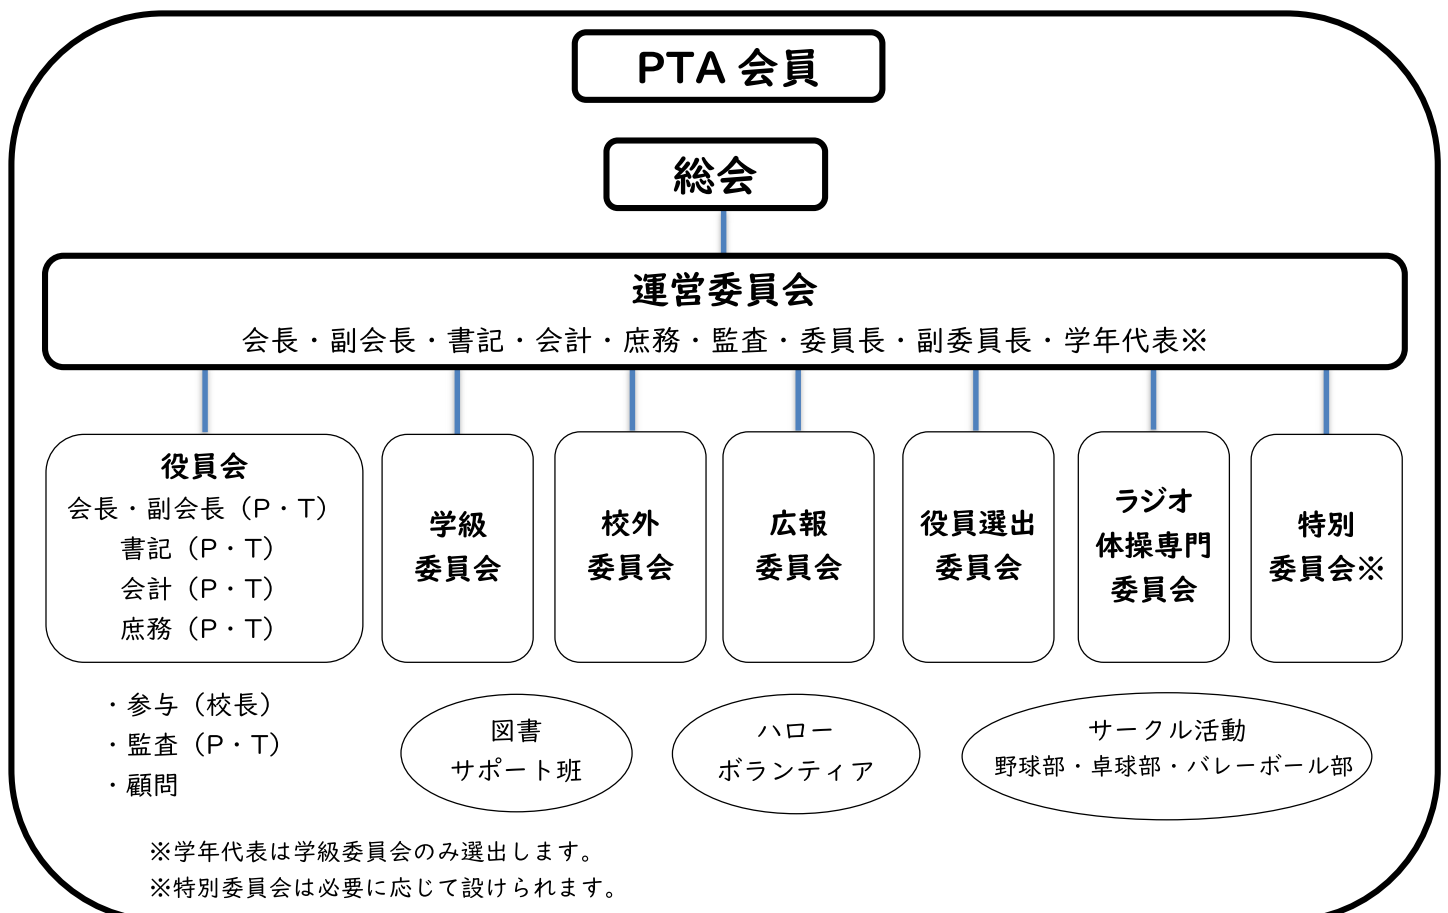 PTA 会員
総会
運営委員会
会長・副会長・書記・会計・庶務・監査・委員長・副委員長・学年代表※
役員会
会長・副会長（P・T）
書記（P・T）
会計（P・T）
庶務（P・T）
学級
委員会
校外
委員会
広報
委員会
役員選出
委員会
ラジオ
体操専門
委員会
特別
委員会※
・参与（校長）
・監査（P・T）
・顧問
図書
サポート班
ハロー
ボランティア
サークル活動
野球部・卓球部・バレーボール部
※学年代表は学級委員会のみ選出します。
※特別委員会は必要に応じて設けられます。